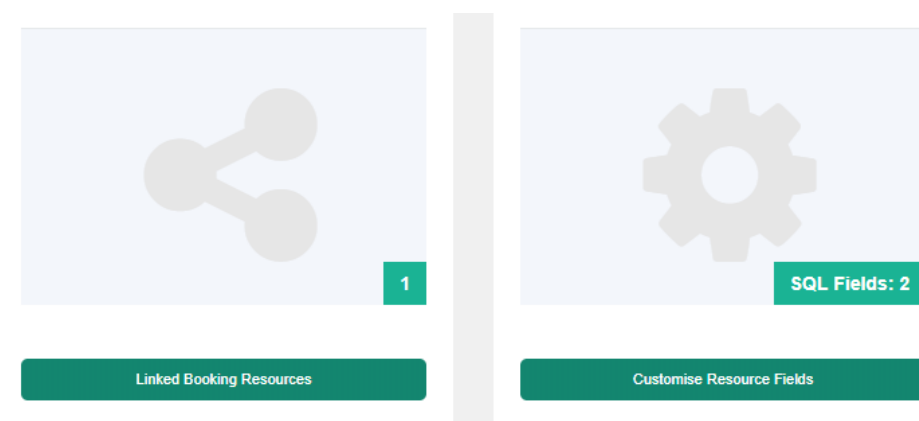 1
SQL Fields: 2
Linked Booking Resources
Customise Resource Fields